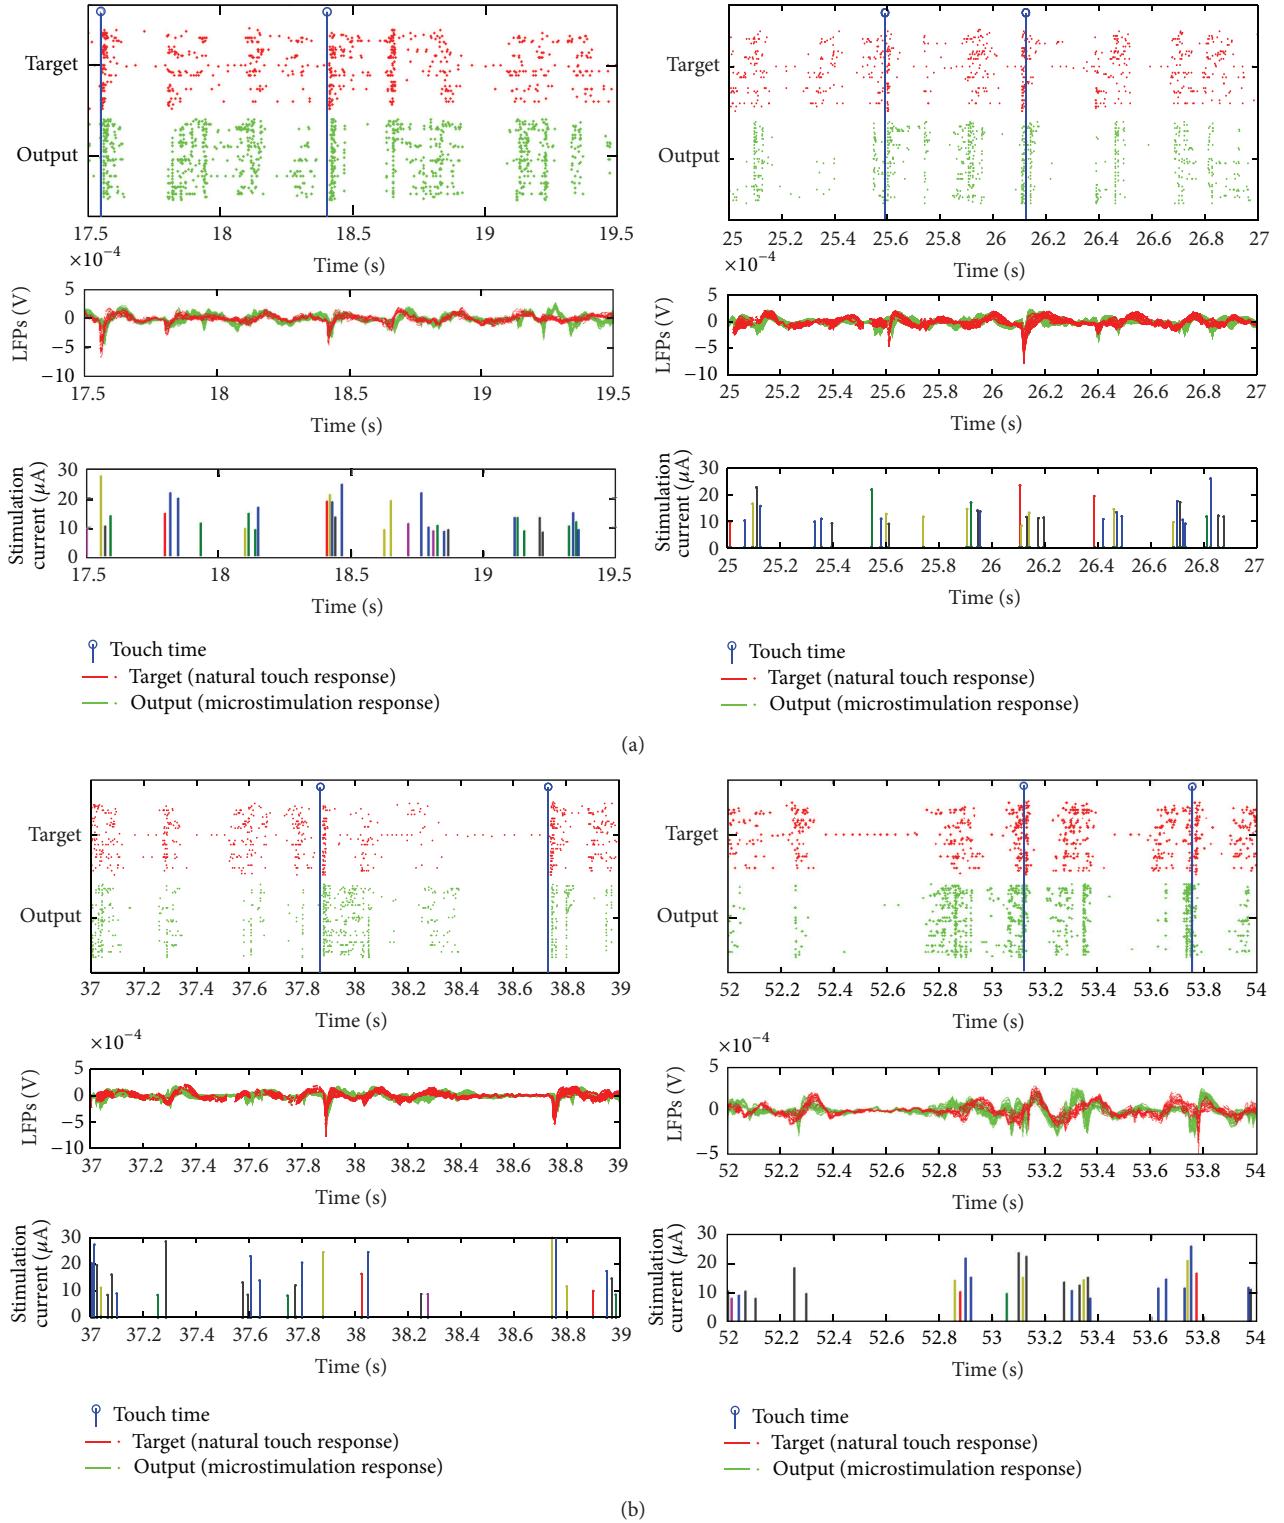 Target
Output
17.5 18 18.5 19 19.5
×10−4
Time (s)
LFPs (V)
5
0
−5
−10
17.5 18 18.5 19 19.5
Time (s)
Stimulation
current (μA)
30
20
10
0
17.5 18 18.5 19 19.5
Time (s)
Touch time
Target (natural touch response)
Output (microstimulation response)
Target
Output
25 25.2 25.4 25.6 25.8 26 26.2 26.4 26.6 26.8 27
×10−4
Time (s)
LFPs (V)
5
0
−5
−10
25 25.2 25.4 25.6 25.8 26 26.2 26.4 26.6 26.8 27
Time (s)
Stimulation
current (μA)
30
20
10
0
25 25.2 25.4 25.6 25.8 26 26.2 26.4 26.6 26.8 27
Time (s)
Touch time
Target (natural touch response)
Output (microstimulation response)
(a)
Target
Output
37 37.2 37.4 37.6 37.8 38 38.2 38.4 38.6 38.8 39
Time (s)
×10−4
LFPs (V)
5
0
−5
−10
37 37.2 37.4 37.6 37.8 38 38.2 38.4 38.6 38.8 39
Time (s)
Stimulation
current (μA)
30
20
10
0
37 37.2 37.4 37.6 37.8 38 38.2 38.4 38.6 38.8 39
Time (s)
Touch time
Target (natural touch response)
Output (microstimulation response)
Target
Output
52 52.2 52.4 52.6 52.8 53 53.2 53.4 53.6 53.8 54
Time (s)
×10−4
LFPs (V)
5
0
−5
52 52.2 52.4 52.6 52.8 53 53.2 53.4 53.6 53.8 54
Time (s)
Stimulation
current (μA)
30
20
10
0
52 52.2 52.4 52.6 52.8 53 53.2 53.4 53.6 53.8 54
Time (s)
Touch time
Target (natural touch response)
Output (microstimulation response)
(b)